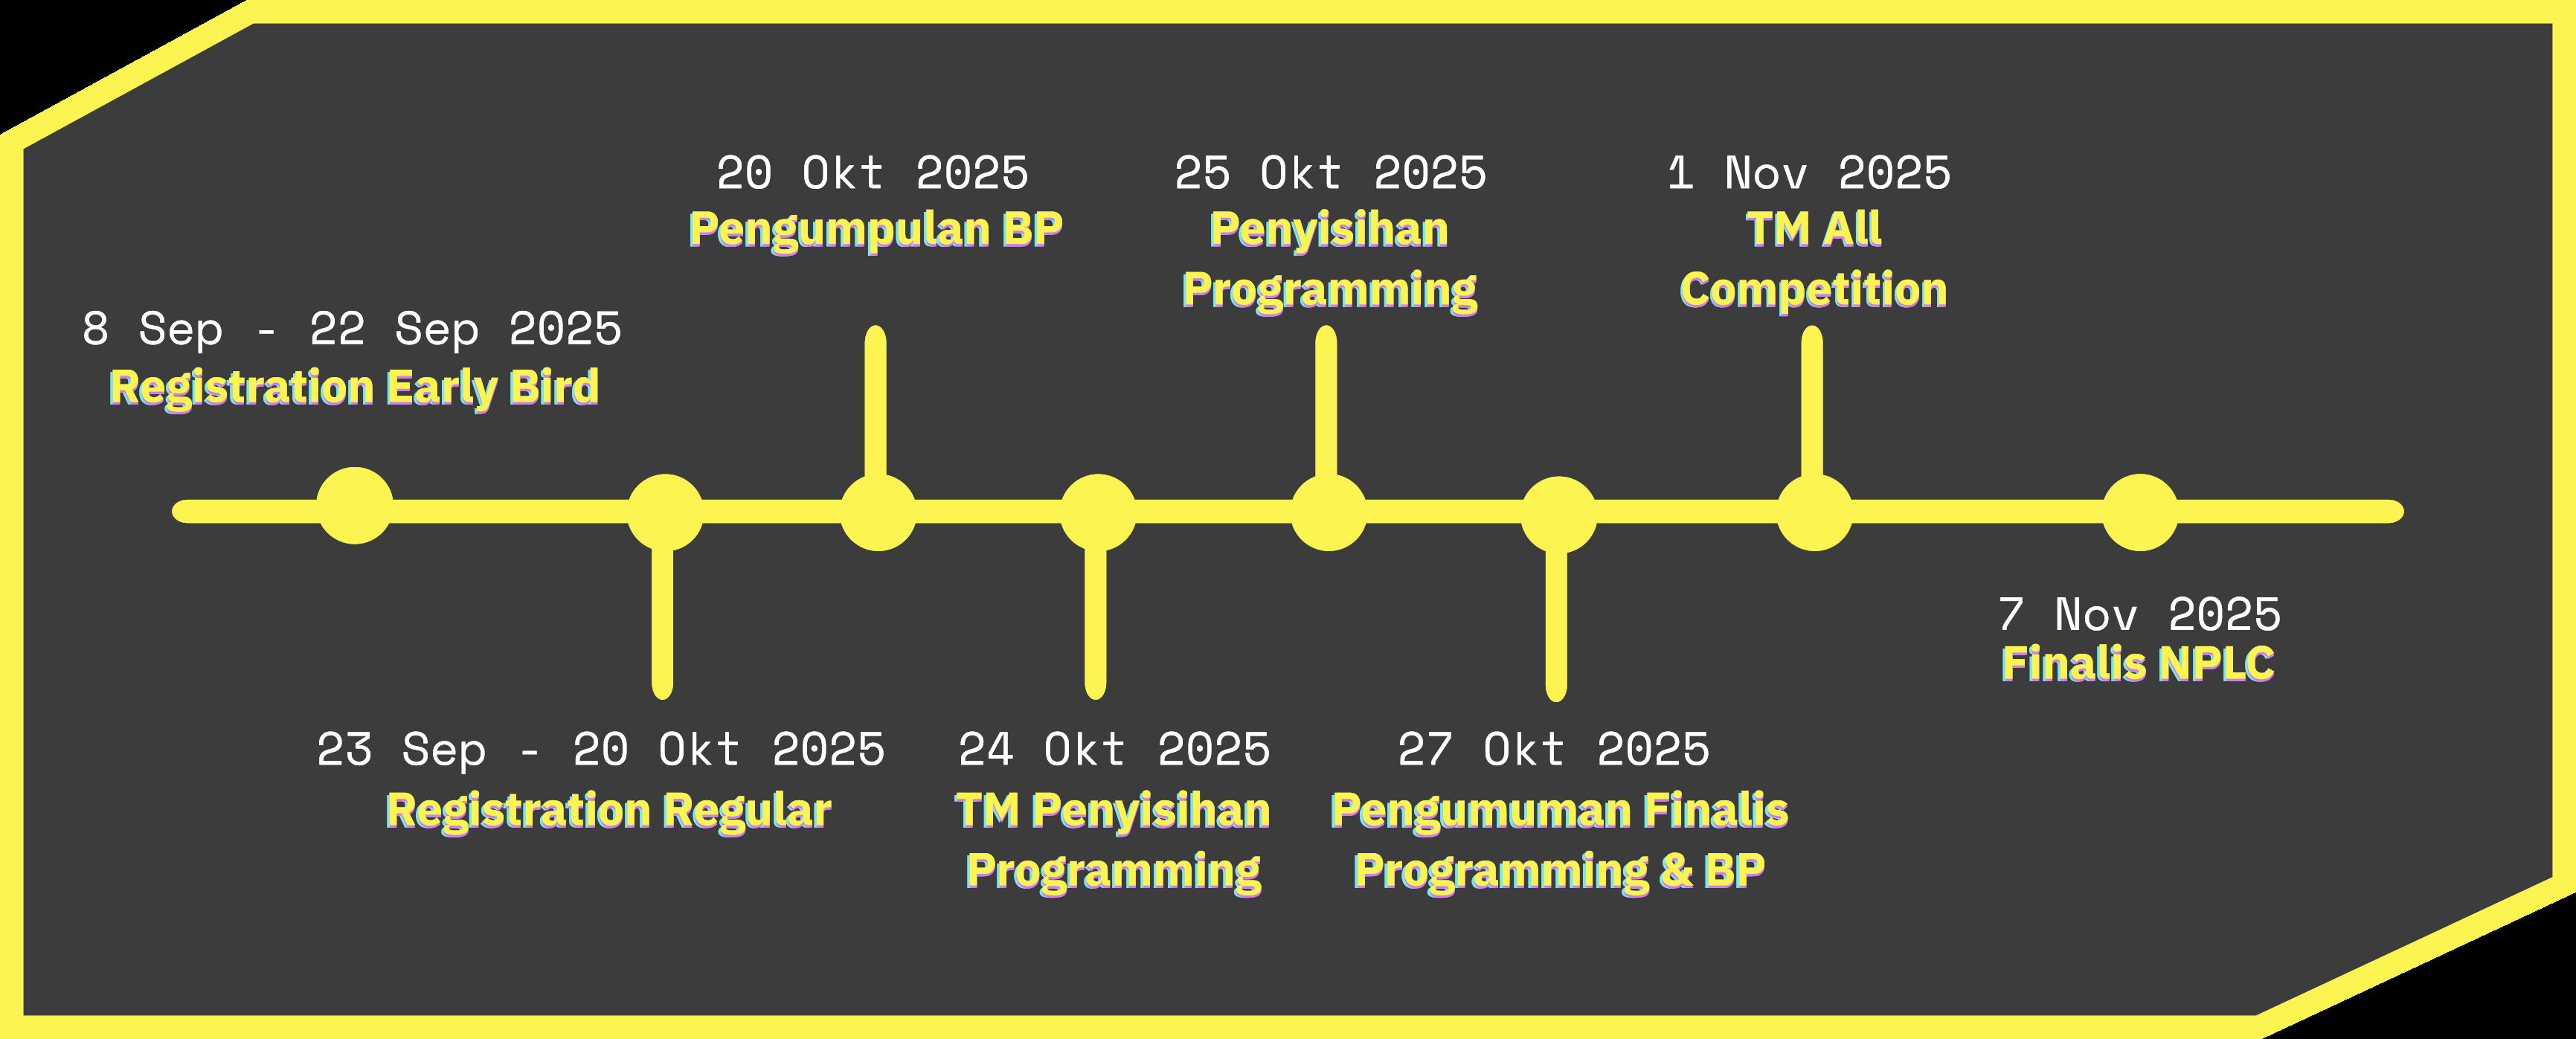 8 Sep - 22 Sep 2025
Registration Early Bird
23 Sep - 20 Okt 2025
Registration Regular
20 Okt 2025
Pengumpulan BP
24 Okt 2025
TM Penyisihan
Programming
25 Okt 2025
Penyisihan
Programming
27 Okt 2025
Pengumuman Finalis
Programming & BP
1 Nov 2025
TM All
Competition
7 Nov 2025
Finalis NPLC